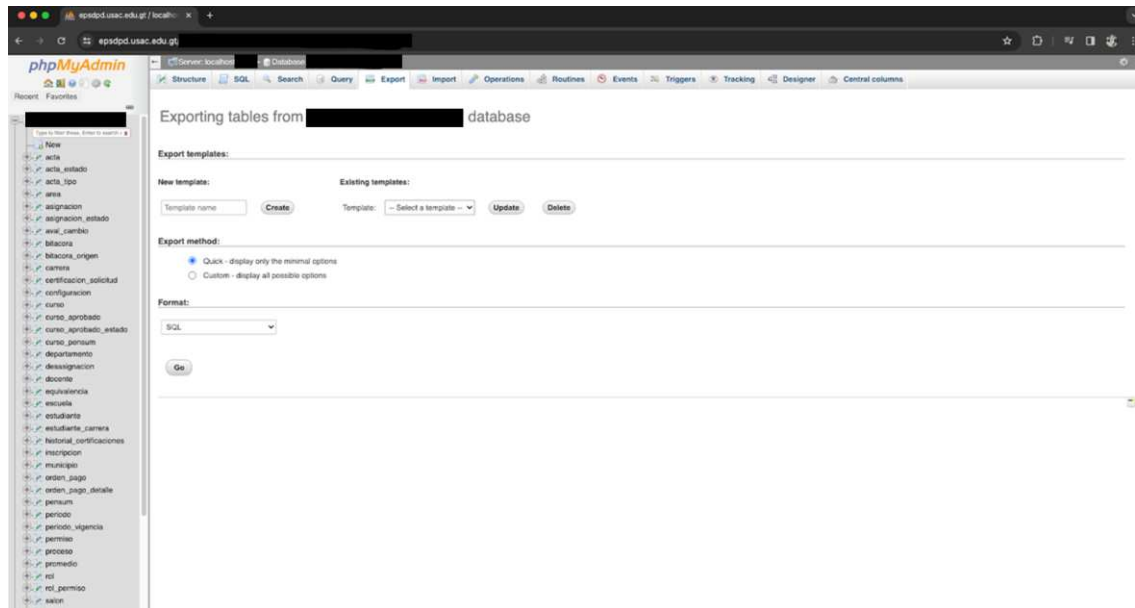 epsdpd.usac.edu.gt / localho
epsdpd.usac.edu.gt/
phpMyAdmin
Recent Favorites
New
acta
acta_estado
acta_tipo
area
asignacion
asignacion_estado
aval_cambio
bitacora
bitacora_origen
carrera
certificacion_solicitud
configuracion
curso
curso_aprobado
curso_aprobado_estado
curso_pensum
departamento
desasignacion
docente
equivalencia
escuela
estudiante
estudiante_carrera
historial_certificaciones
inscripcion
municipio
orden_pago
orden_pago_detalle
pensum
periodo
periodo_vigencia
permiso
proceso
promedio
rol
rol_permiso
salon
Server: localhost Database:
Structure SQL Search Query Export Import Operations Routines Events Triggers Tracking Designer Central columns
Exporting tables from database
Export templates:
New template: Existing templates:
Template name Create Template: -- Select a template -- Update Delete
Export method:
Quick - display only the minimal options
Custom - display all possible options
Format:
SQL
Go